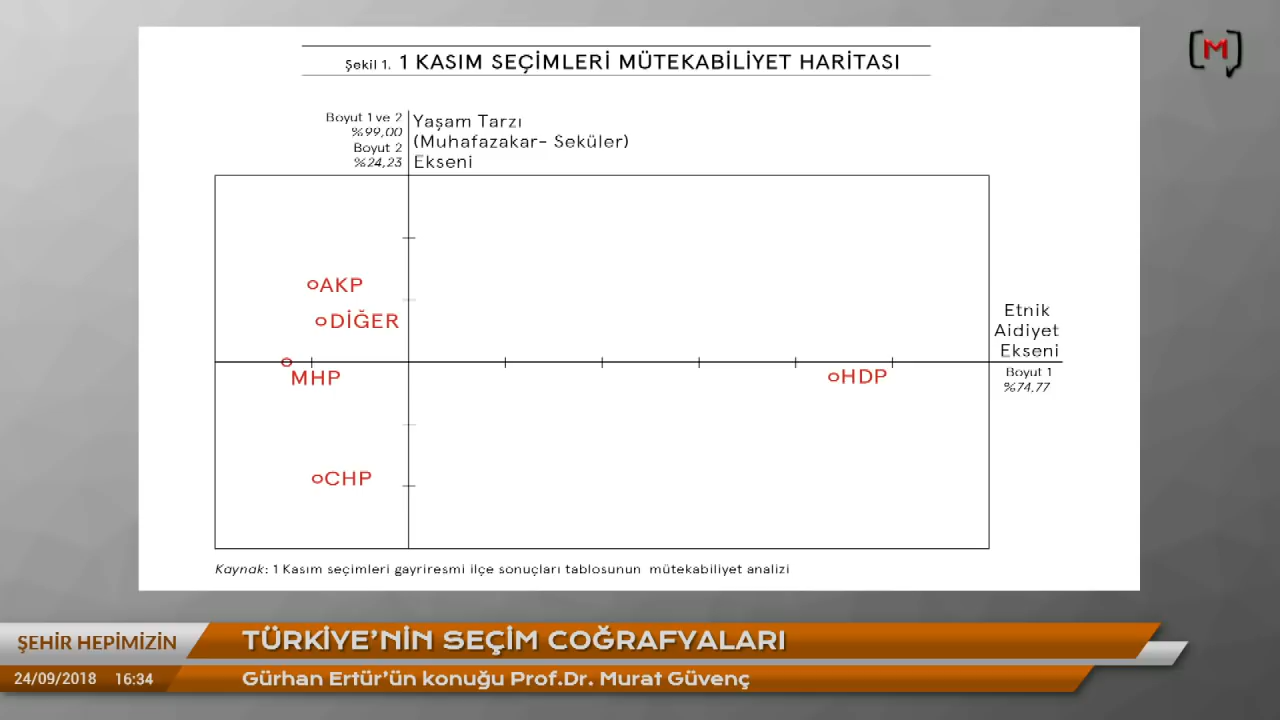 Şekil 1. 1 KASIM SEÇİMLERİ MÜTEKABİLİYET HARİTASI
M
Boyut 1 ve 2
%99,00
Boyut 2
%24,23
Yaşam Tarzı
(Muhafazakar- Seküler)
Ekseni
AKP
DİĞER
MHP
HDP
CHP
Etnik
Aidiyet
Ekseni
Boyut 1
%74,77
Kaynak: 1 Kasım seçimleri gayriresmi ilçe sonuçları tablosunun mütekabiliyet analizi
ŞEHİR HEPİMİZİN
TÜRKİYE'NİN SEÇİM COĞRAFYALARI
24/09/2018 16:34
Gürhan Ertür'ün konuğu Prof.Dr. Murat Güvenç